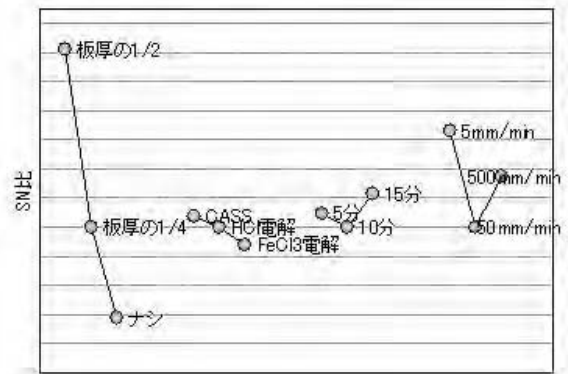 SN比
板厚の1/2
板厚の1/4
ナシ
CASS
HCl電解
FeCl3電解
5分
10分
15分
5mm/min
50mm/min
500mm/min